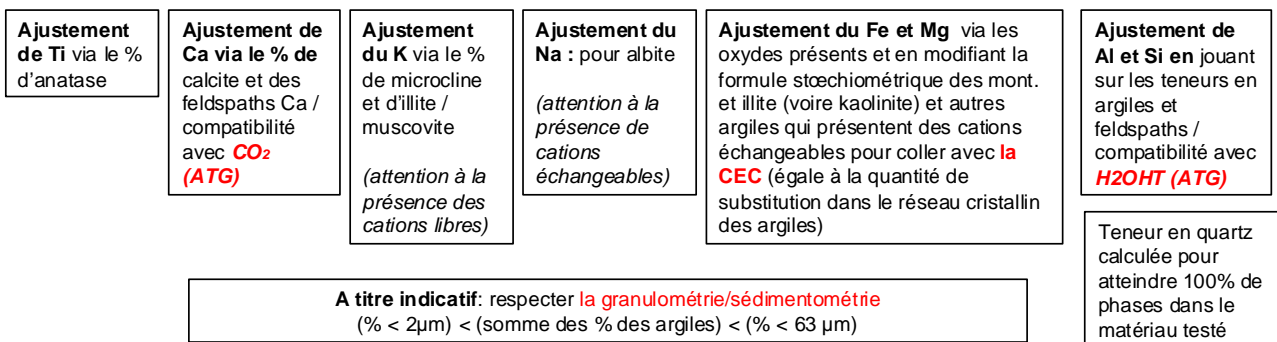 Ajustement
de Ti via le %
d'anatase
Ajustement de
Ca via le % de
calcite et des
feldspaths Ca /
compatibilité
avec CO₂
(ATG)
Ajustement
du K via le %
de microcline
et d'illite /
muscovite
(attention à la
présence des
cations libres)
Ajustement du
Na : pour albite
(attention à la
présence de
cations
échangeables)
Ajustement du Fe et Mg via les
oxydes présents et en modifiant la
formule stœchiométrique des mont.
et illite (voire kaolinite) et autres
argiles qui présentent des cations
échangeables pour coller avec la
CEC (égale à la quantité de
substitution dans le réseau cristallin
des argiles)
Ajustement de
Al et Si en jouant
sur les teneurs en
argiles et
feldspaths /
compatibilité avec
H2OHT (ATG)
Teneur en quartz
calculée pour
atteindre 100% de
phases dans le
matériau testé
A titre indicatif: respecter la granulométrie/sédimentométrie
(% < 2µm) < (somme des % des argiles) < (% < 63 µm)